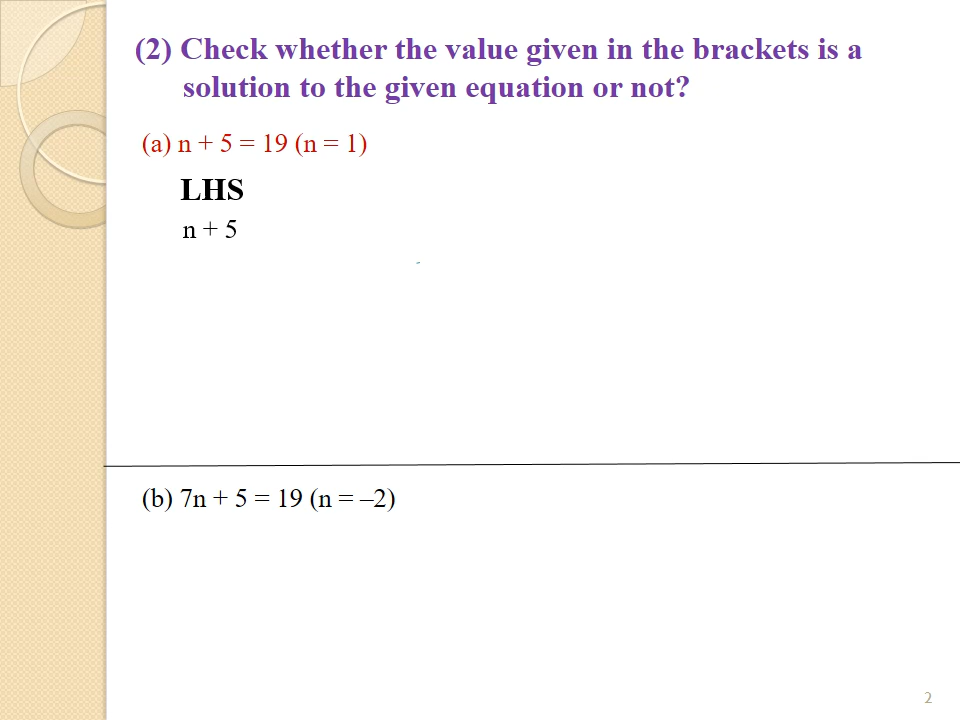 (2) Check whether the value given in the brackets is a
solution to the given equation or not?
(a) n + 5 = 19 (n = 1)
LHS
n + 5
(b) 7n + 5 = 19 (n = –2)
2